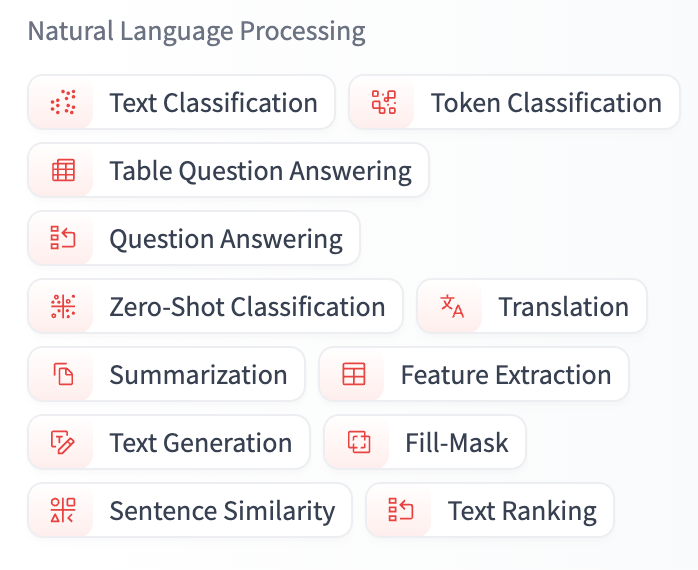 Natural Language Processing
Text Classification
Token Classification
Table Question Answering
Question Answering
Zero-Shot Classification
Translation
Summarization
Feature Extraction
Text Generation
Fill-Mask
Sentence Similarity
Text Ranking